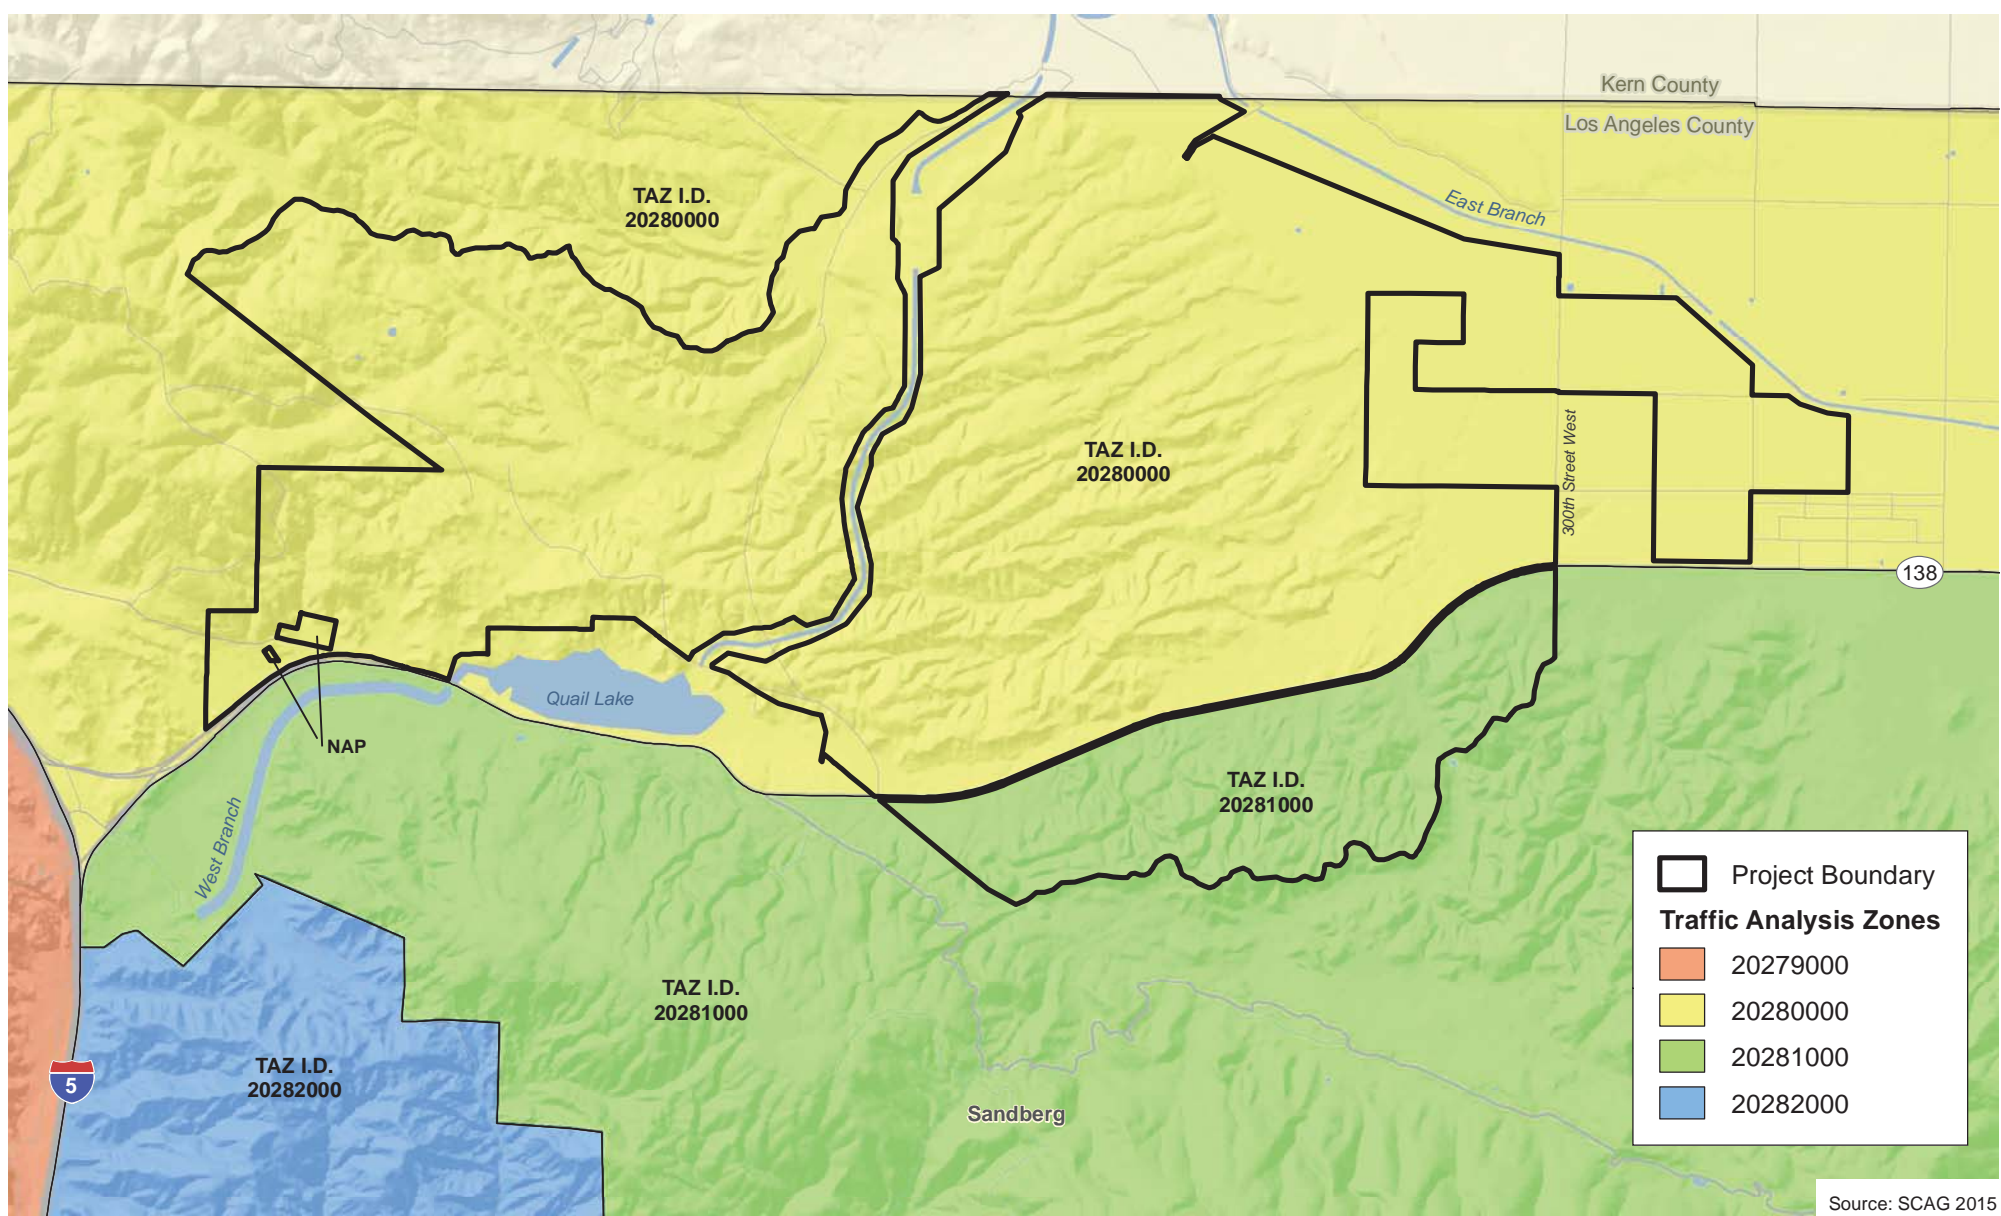 Kern County
Los Angeles County
TAZ I.D.
20280000
East Branch
TAZ I.D.
20280000
300th Street West
138
Quail Lake
NAP
West Branch
TAZ I.D.
20281000
TAZ I.D.
20281000
TAZ I.D.
20282000
5
Sandberg
Project Boundary
Traffic Analysis Zones
20279000
20280000
20281000
20282000
Source: SCAG 2015